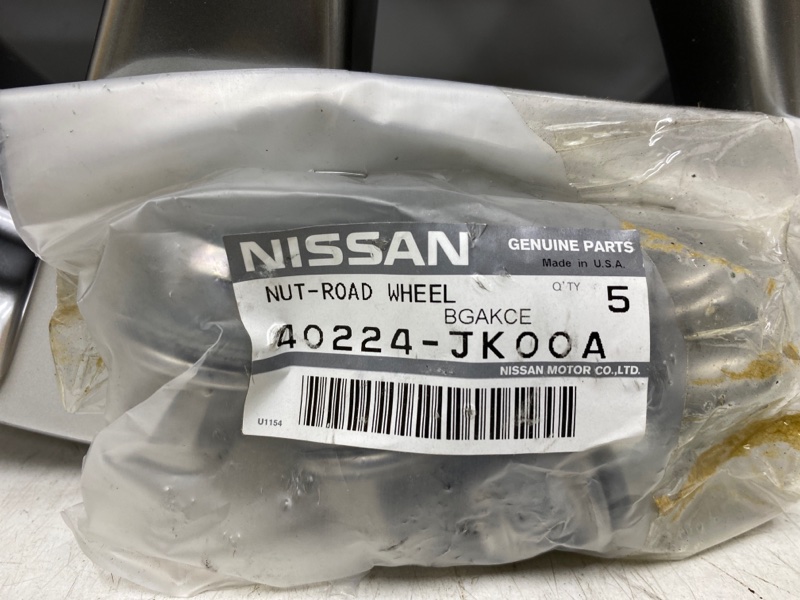 NISSAN GENUINE PARTS
Made in U.S.A.
NUT-ROAD WHEEL Q'TY 5
BGAKCE
40224-JK00A
NISSAN MOTOR CO.,LTD.
U1154